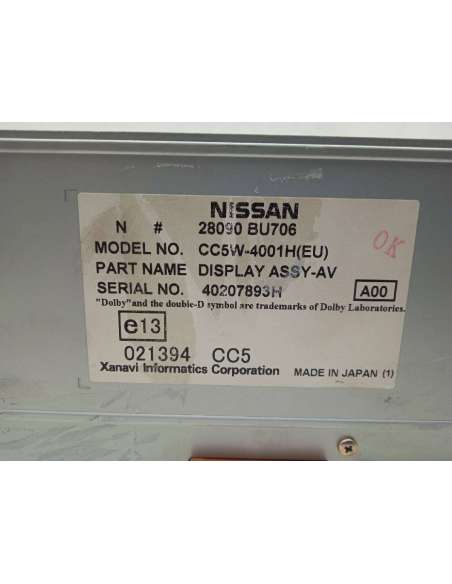 NISSAN
N # 28090 BU706
MODEL NO. CC5W-4001H(EU)
PART NAME DISPLAY ASSY-AV
SERIAL NO. 40207893H A00
"Dolby" and the double-D symbol are trademarks of Dolby Laboratories.
e13
021394 CC5
Xanavi Informatics Corporation MADE IN JAPAN (1)
OK